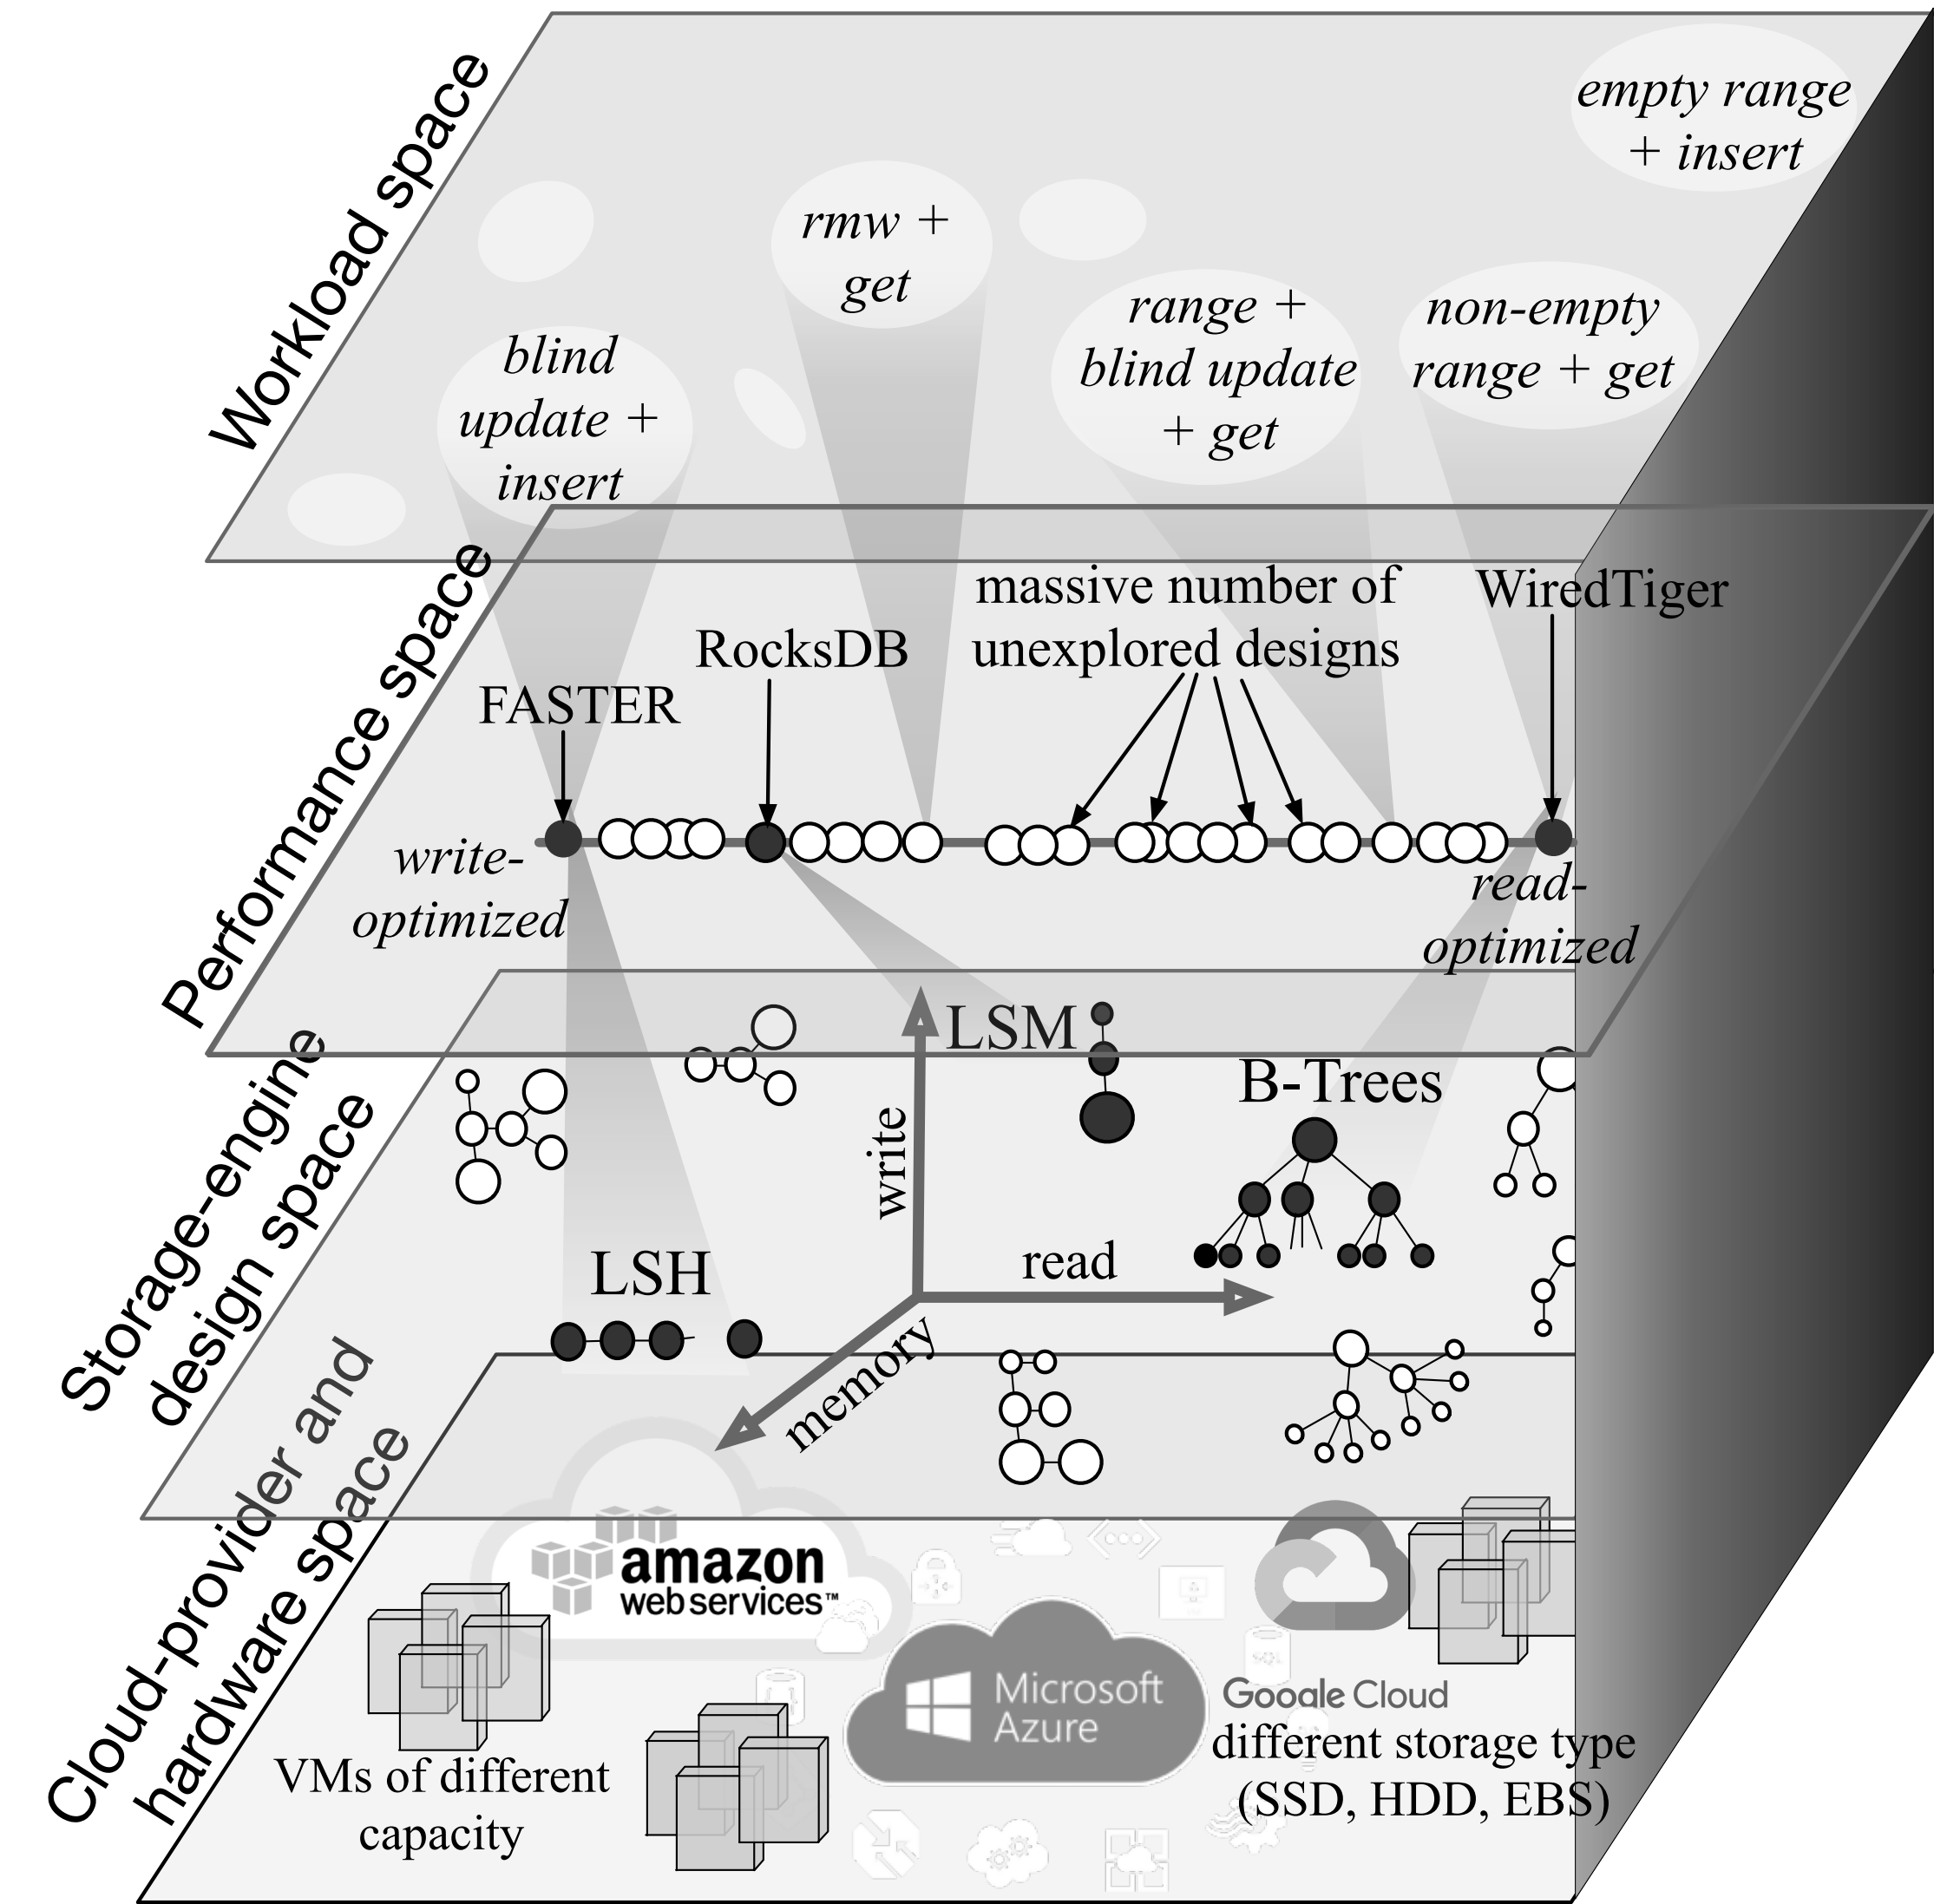 Workload space
empty range
+ insert
rmw +
get
range +
blind update
+ get
non-empty
range + get
blind
update +
insert
Performance space
massive number of
unexplored designs
WiredTiger
RocksDB
FASTER
write-
optimized
read-
optimized
Storage-engine
design space
LSM
B-Trees
write
read
memory
LSH
Cloud-provider and
hardware space
amazon
web services™
Microsoft
Azure
SQL
Google Cloud
different storage type
(SSD, HDD, EBS)
VMs of different
capacity